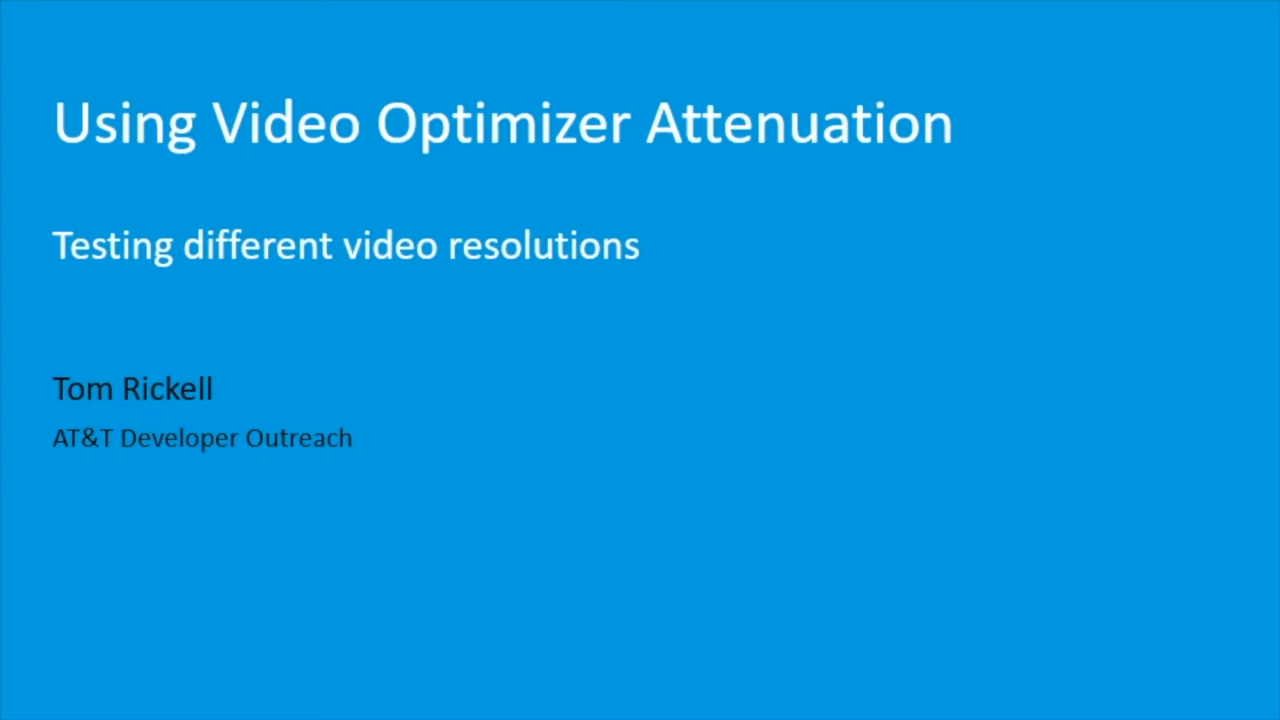 Using Video Optimizer Attenuation
Testing different video resolutions
Tom Rickell
AT&T Developer Outreach